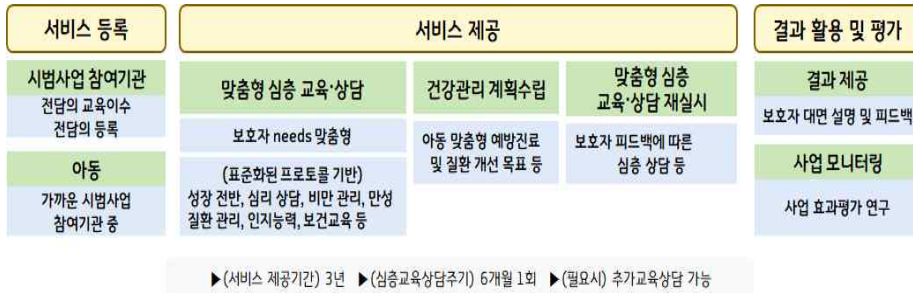 서비스 등록
서비스 제공
결과 활용 및 평가
시범사업 참여기관
전담의 교육이수
전담의 등록
아동
가까운 시범사업
참여기관 중
맞춤형 심층 교육·상담
보호자 needs 맞춤형
(표준화된 프로토콜 기반)
성장 전반, 심리 상담, 비만 관리, 만성
질환 관리, 인지능력, 보건교육 등
건강관리 계획수립
아동 맞춤형 예방진료
및 질환 개선 목표 등
맞춤형 심층
교육·상담 재실시
보호자 피드백에 따른
심층 상담 등
결과 제공
보호자 대면 설명 및 피드백
사업 모니터링
사업 효과평가 연구
▶(서비스 제공기간) 3년 ▶(심층교육상담주기) 6개월 1회 ▶(필요시) 추가교육상담 가능